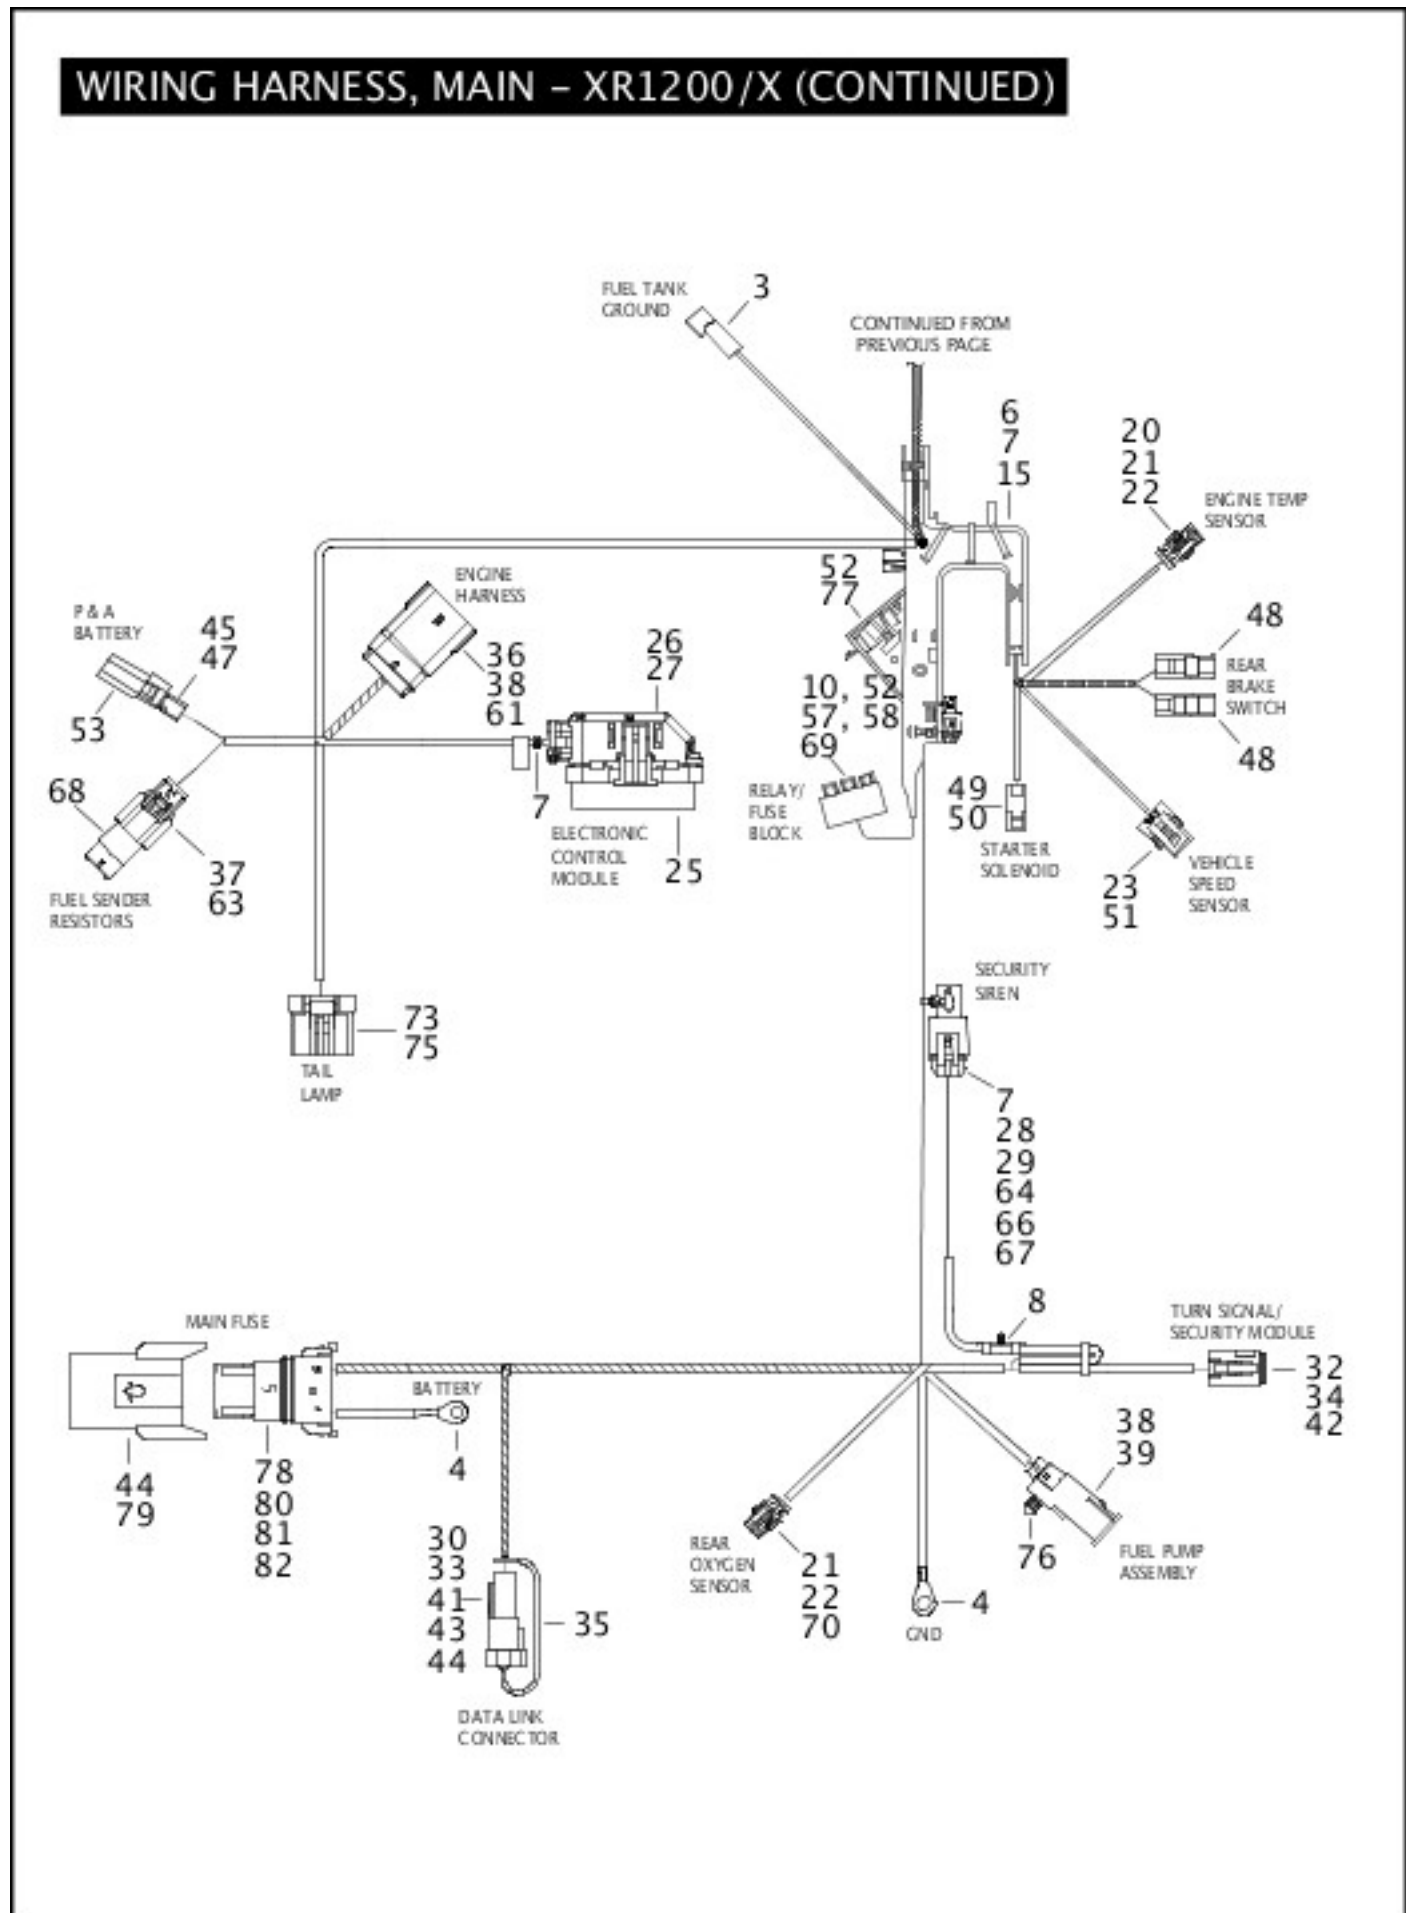 WIRING HARNESS, MAIN – XR1200/X (CONTINUED)
FUEL TANK
GROUND
3
CONTINUED FROM
PREVIOUS PAGE
6
7
15
20
21
22
ENGINE TEMP
SENSOR
52
77
ENGINE
HARNESS
P & A
BATTERY
45
47
53
36
38
61
26
27
48
REAR
BRAKE
SWITCH
48
10, 52
57, 58
69
68
37
63
FUEL SENDER
RESISTORS
7
ELECTRONIC
CONTROL
MODULE
25
RELAY/
FUSE
BLOCK
49
50
STARTER
SOLENOID
23
51
VEHICLE
SPEED
SENSOR
SECURITY
SIREN
73
75
TAIL
LAMP
7
28
29
64
66
67
8
TURN SIGNAL/
SECURITY MODULE
32
34
42
MAIN FUSE
5
BATTERY
4
44
79
78
80
81
82
38
39
76
FUEL PUMP
ASSEMBLY
30
33
41
43
44
35
DATA LINK
CONNECTOR
REAR
OXYGEN
SENSOR
21
22
70
4
GND